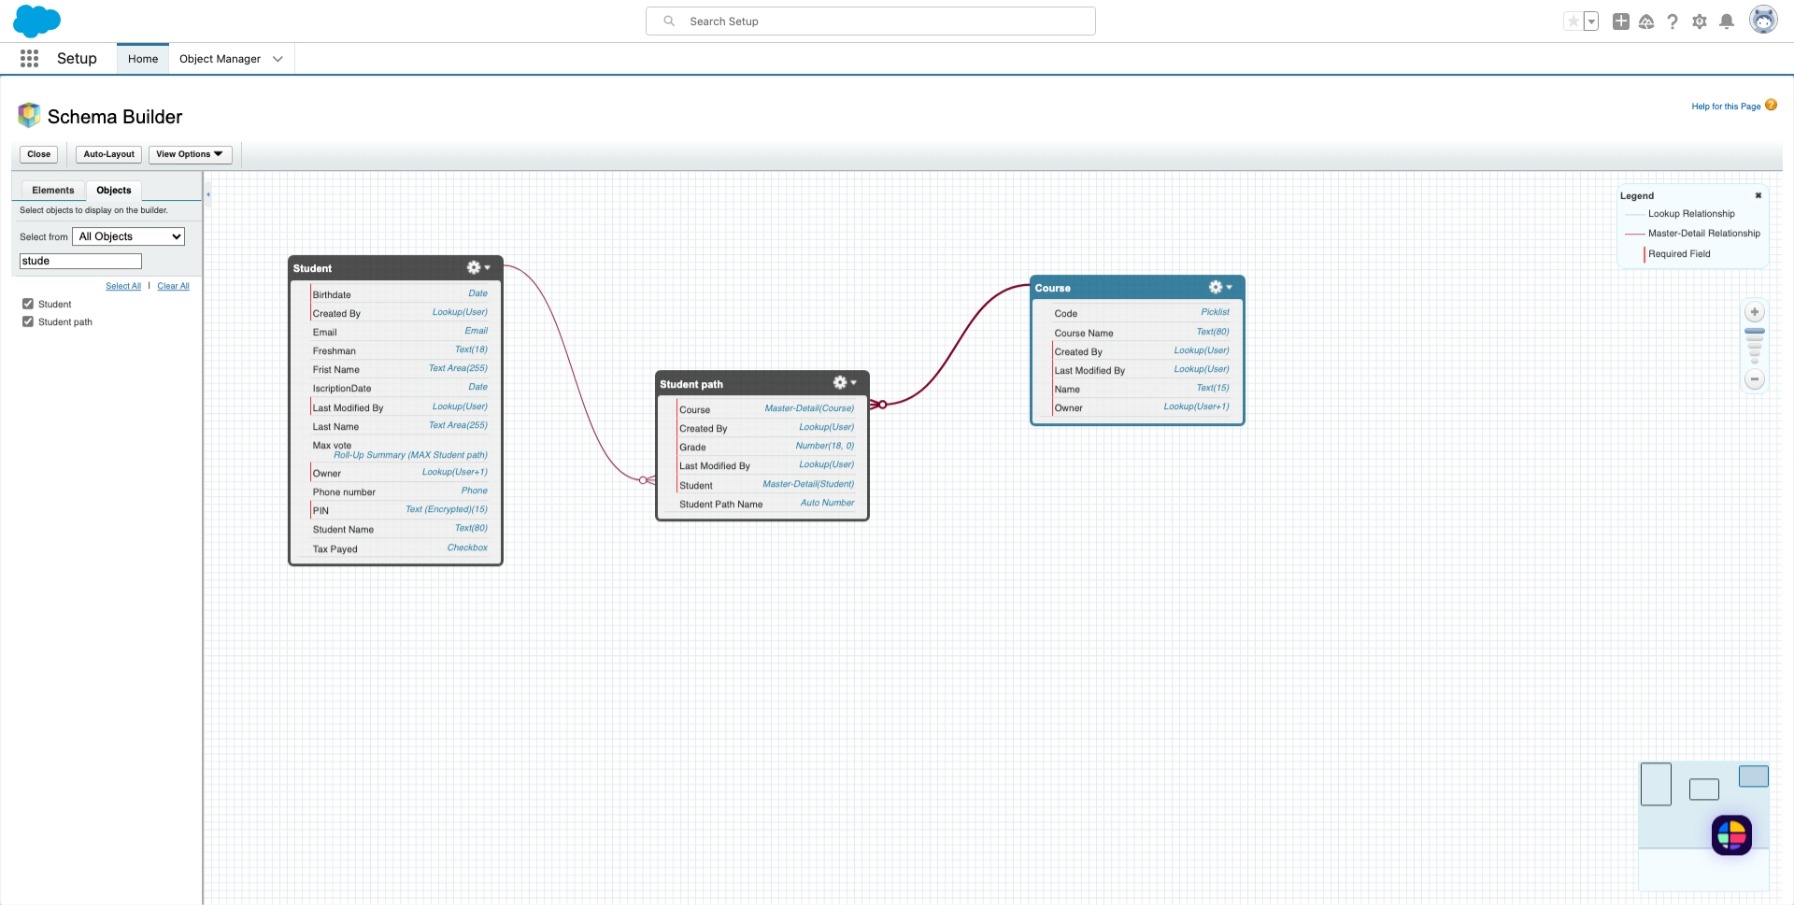 Search Setup
Setup
Home
Object Manager
Schema Builder
Help for this Page
Close
Auto-Layout
View Options
Elements
Objects
Select objects to display on the builder.
Select from All Objects
stude
Select All | Clear All
Student
Student path
Student
Birthdate Date
Created By Lookup(User)
Email Email
Freshman Text(18)
Frist Name Text Area(255)
IscriptionDate Date
Last Modified By Lookup(User)
Last Name Text Area(255)
Max vote
Roll-Up Summary (MAX Student path)
Owner Lookup(User+1)
Phone number Phone
PIN Text (Encrypted)(15)
Student Name Text(80)
Tax Payed Checkbox
Student path
Course Master-Detail(Course)
Created By Lookup(User)
Grade Number(18, 0)
Last Modified By Lookup(User)
Student Master-Detail(Student)
Student Path Name Auto Number
Course
Code Picklist
Course Name Text(80)
Created By Lookup(User)
Last Modified By Lookup(User)
Name Text(15)
Owner Lookup(User+1)
Legend
Lookup Relationship
Master-Detail Relationship
Required Field